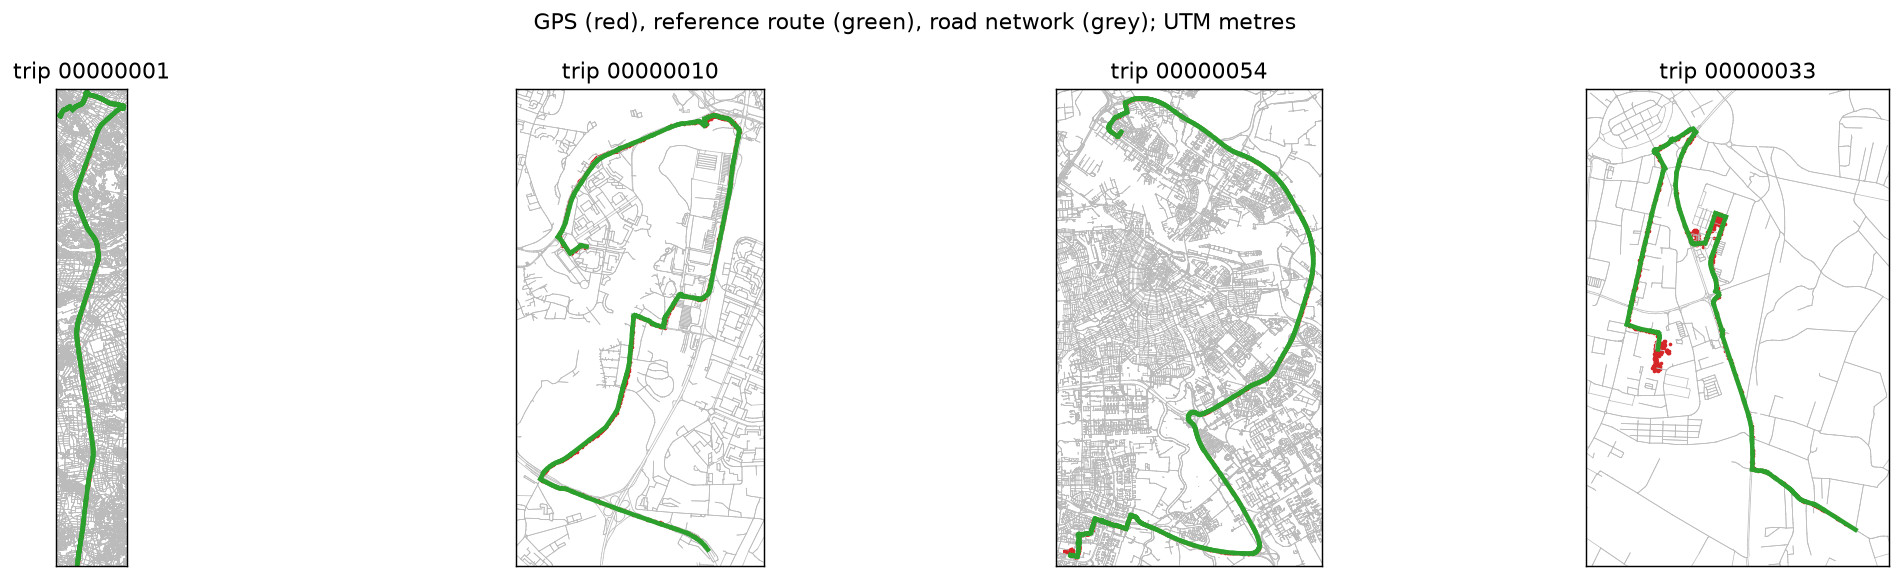 GPS (red), reference route (green), road network (grey); UTM metres
trip 00000001
trip 00000010
trip 00000054
trip 00000033